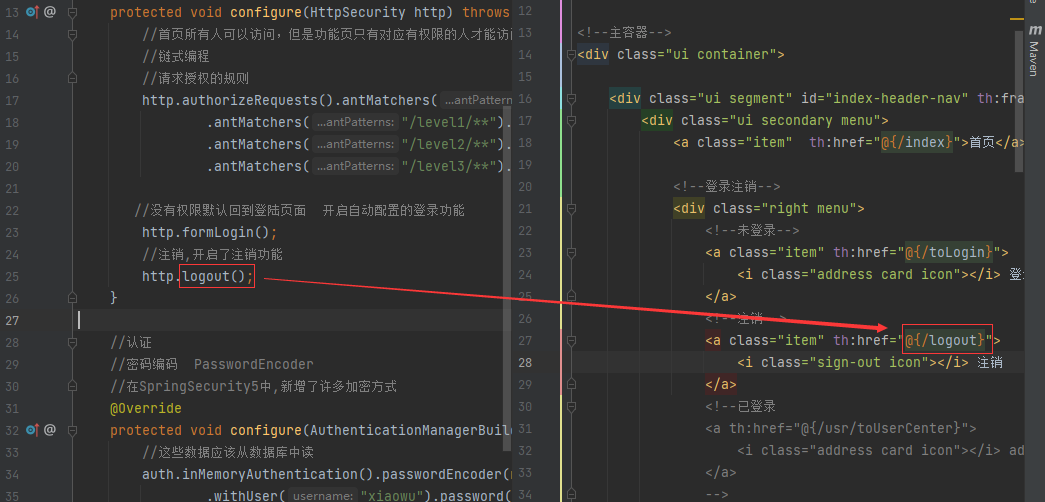 13 protected void configure(HttpSecurity http) throws
14 //首页所有人可以访问，但是功能页只有对应有权限的人才能访
15 //链式编程
16 //请求授权的规则
17 http.authorizeRequests().antMatchers( ...antPattern
18 .antMatchers( ...antPatterns: "/level1/**").
19 .antMatchers( ...antPatterns: "/level2/**").
20 .antMatchers( ...antPatterns: "/level3/**").
21
22 //没有权限默认回到登陆页面 开启自动配置的登录功能
23 http.formLogin();
24 //注销,开启了注销功能
25 http.logout();
26 }
27
28 //认证
29 //密码编码 PasswordEncoder
30 //在SpringSecurity5中,新增了许多加密方式
31 @Override
32 protected void configure(AuthenticationManagerBuil
33 //这些数据应该从数据库中读
34 auth.inMemoryAuthentication().passwordEncoder(
35 .withUser( username: "xiaowu").password(
12
13 <!--主容器-->
14 <div class="ui container">
15
16 <div class="ui segment" id="index-header-nav" th:fra
17 <div class="ui secondary menu">
18 <a class="item" th:href="@{/index}">首页</a>
19
20 <!--登录注销-->
21 <div class="right menu">
22 <!--未登录-->
23 <a class="item" th:href="@{/toLogin}">
24 <i class="address card icon"></i> 登
25 </a>
26 <!--注销-->
27 <a class="item" th:href="@{/logout}">
28 <i class="sign-out icon"></i> 注销
29 </a>
30 <!--已登录
31 <a th:href="@{/usr/toUserCenter}">
32 <i class="address card icon"></i> ad
33 </a>
34 -->
m
Maven